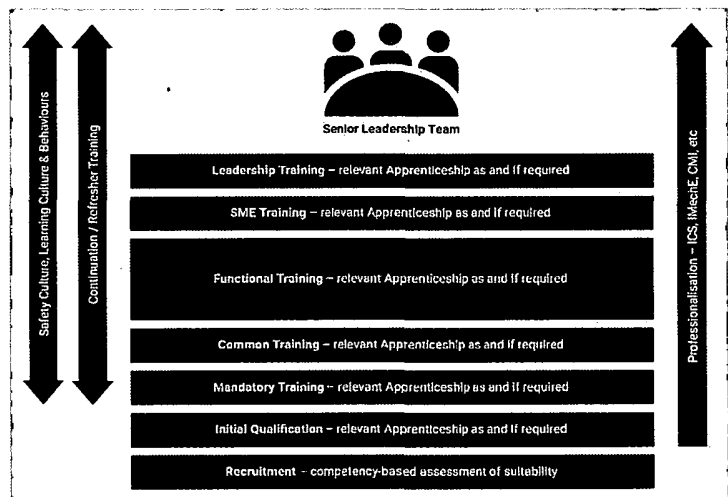 Senior Leadership Team
Safety Culture, Learning Culture & Behaviours
Continuation / Refresher Training
Leadership Training – relevant Apprenticeship as and if required
SME Training – relevant Apprenticeship as and if required
Functional Training – relevant Apprenticeship as and if required
Common Training – relevant Apprenticeship as and if required
Mandatory Training – relevant Apprenticeship as and if required
Initial Qualification – relevant Apprenticeship as and if required
Recruitment – competency-based assessment of suitability
Professionalisation – ICS, IMechE, CMI, etc